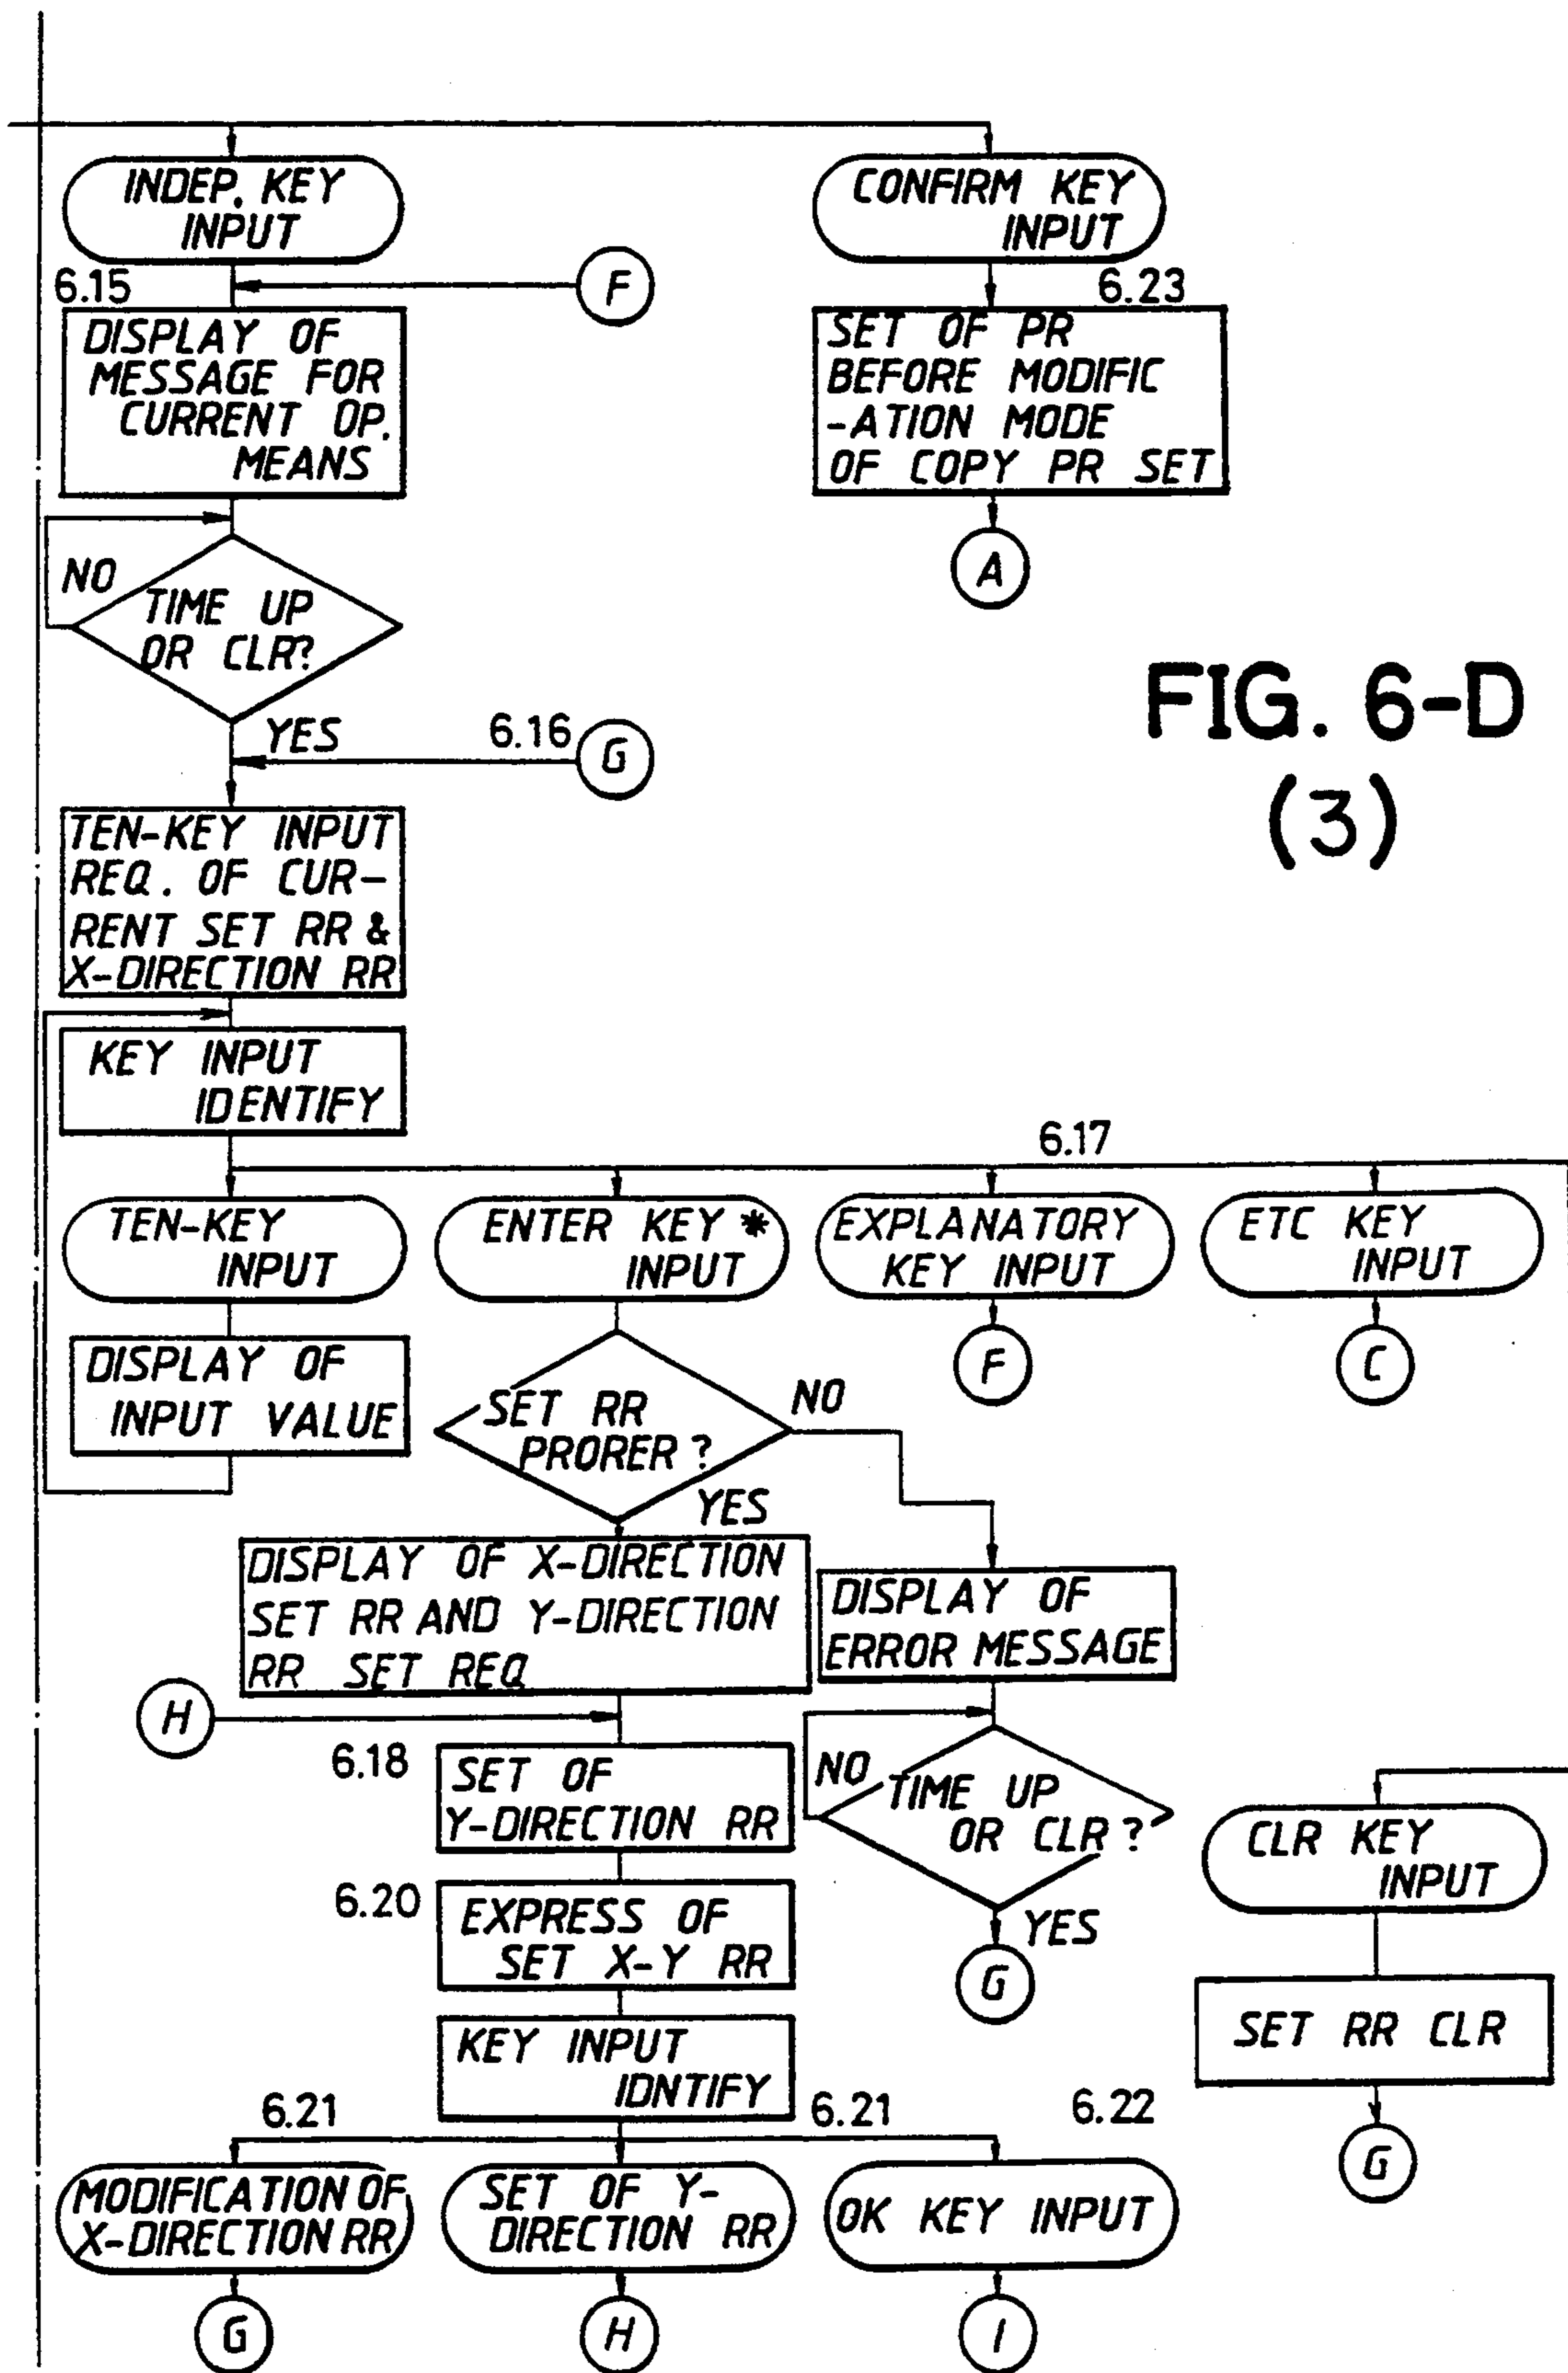 INDEP. KEY
INPUT
CONFIRM KEY
INPUT
F
6.15
6.23
DISPLAY OF
MESSAGE FOR
CURRENT OP.
MEANS
SET OF PR
BEFORE MODIFIC
-ATION MODE
OF COPY PR SET
A
NO
TIME UP
OR CLR?
YES
6.16
G
FIG. 6-D
(3)
TEN-KEY INPUT
REQ. OF CUR-
RENT SET RR &
X-DIRECTION RR
KEY INPUT
IDENTIFY
6.17
TEN-KEY
INPUT
ENTER KEY *
INPUT
EXPLANATORY
KEY INPUT
ETC KEY
INPUT
DISPLAY OF
INPUT VALUE
SET RR
PRORER ?
NO
YES
F
C
DISPLAY OF X-DIRECTION
SET RR AND Y-DIRECTION
RR SET REQ
DISPLAY OF
ERROR MESSAGE
H
6.18
SET OF
Y-DIRECTION RR
NO
TIME UP
OR CLR ?
YES
G
CLR KEY
INPUT
6.20
EXPRESS OF
SET X-Y RR
SET RR CLR
G
KEY INPUT
IDNTIFY
6.21
6.21
6.22
MODIFICATION OF
X-DIRECTION RR
SET OF Y-
DIRECTION RR
OK KEY INPUT
G
H
I